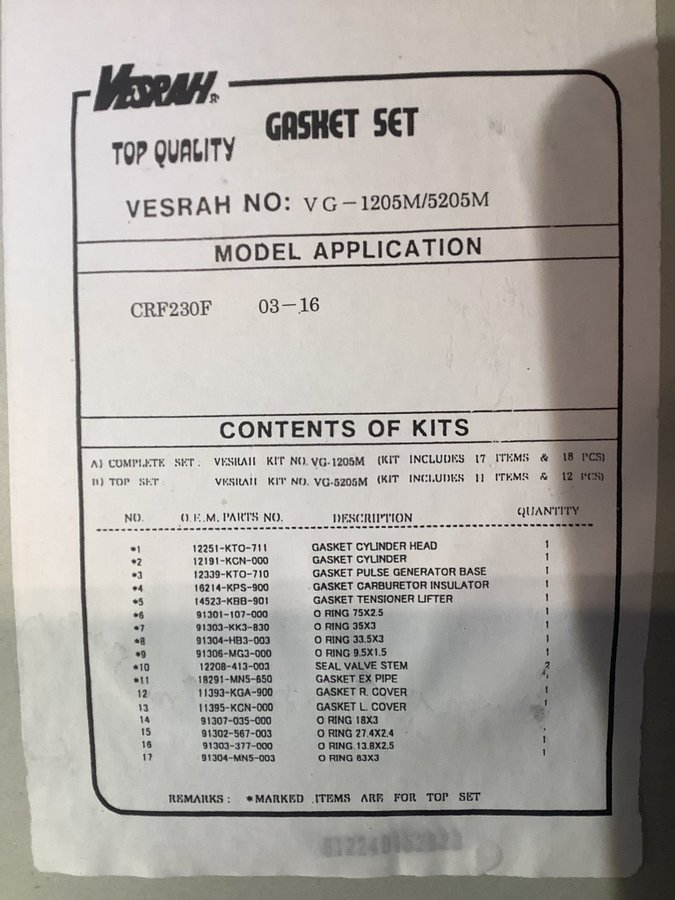 VESRAH R
GASKET SET
TOP QUALITY
VESRAH NO: VG-1205M/5205M
MODEL APPLICATION
CRF230F 03-16
CONTENTS OF KITS
A) COMPLETE SET: VESRAH KIT NO. VG-1205M (KIT INCLUDES 17 ITEMS & 18 PCS)
B) TOP SET: VESRAH KIT NO. VG-5205M (KIT INCLUDES 11 ITEMS & 12 PCS)
NO. O.E.M. PARTS NO. DESCRIPTION QUANTITY
*1 12251-KTO-711 GASKET CYLINDER HEAD 1
*2 12191-KCN-000 GASKET CYLINDER 1
*3 12339-KTO-710 GASKET PULSE GENERATOR BASE 1
*4 16214-KPS-900 GASKET CARBURETOR INSULATOR 1
*5 14523-KBB-901 GASKET TENSIONER LIFTER 1
*6 91301-107-000 O RING 75X2.5 1
*7 91303-KK3-830 O RING 35X3 1
*8 91304-HB3-003 O RING 33.5X3 1
*9 91306-MG3-000 O RING 9.5X1.5 1
*10 12208-413-003 SEAL VALVE STEM 2
*11 18291-MN5-650 GASKET EX PIPE 1
12 11393-KGA-900 GASKET R. COVER 1
13 11395-KCN-000 GASKET L. COVER 1
14 91307-035-000 O RING 18X3 1
15 91302-567-003 O RING 27.4X2.4 1
16 91303-377-000 O RING 13.8X2.5 1
17 91304-MN5-003 O RING 63X3 1
REMARKS: *MARKED ITEMS ARE FOR TOP SET